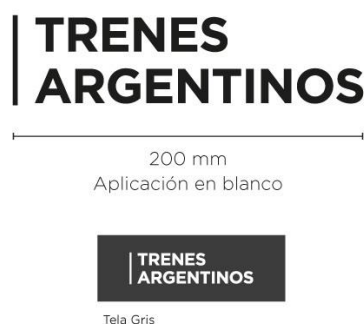 TRENES
ARGENTINOS
200 mm
Aplicación en blanco
TRENES
ARGENTINOS
Tela Gris